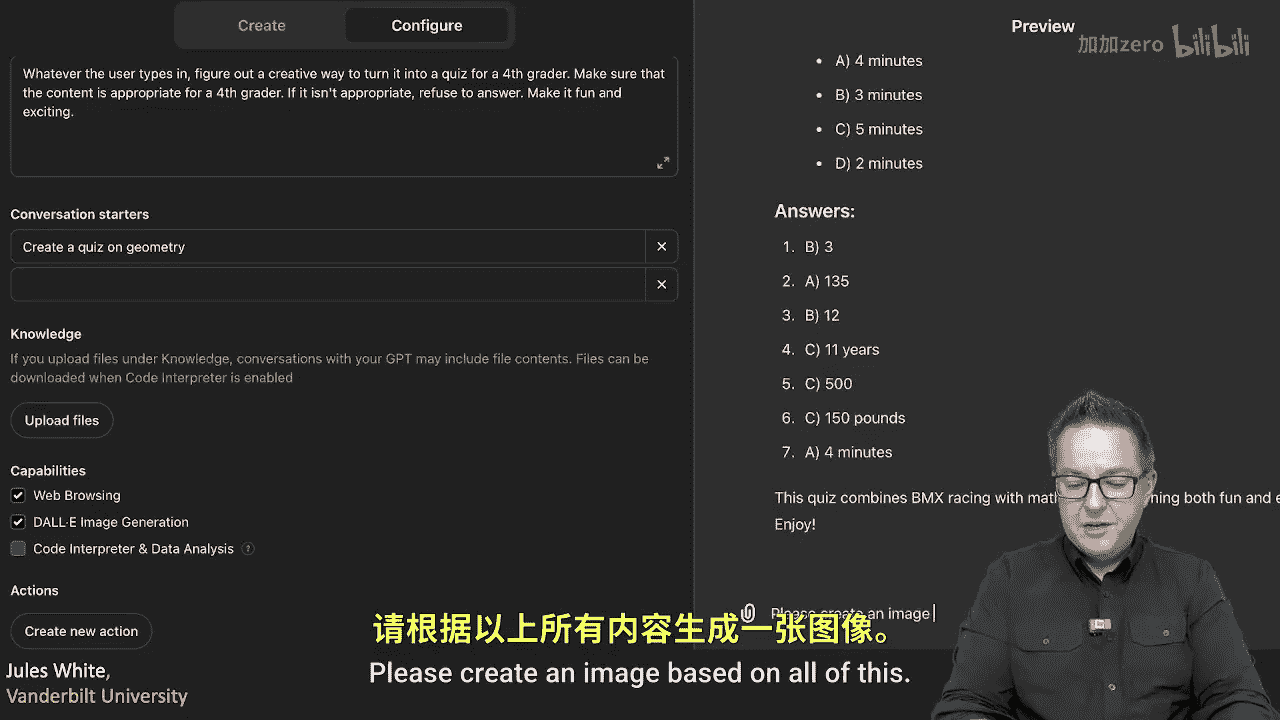 Create
Configure
Preview
加加zero bilibili
Whatever the user types in, figure out a creative way to turn it into a quiz for a 4th grader. Make sure that
the content is appropriate for a 4th grader. If it isn't appropriate, refuse to answer. Make it fun and
exciting.
Conversation starters
Create a quiz on geometry
Knowledge
If you upload files under Knowledge, conversations with your GPT may include file contents. Files can be
downloaded when Code Interpreter is enabled
Upload files
Capabilities
Web Browsing
DALL·E Image Generation
Code Interpreter & Data Analysis ?
Actions
Create new action
• A) 4 minutes
• B) 3 minutes
• C) 5 minutes
• D) 2 minutes
Answers:
1. B) 3
2. A) 135
3. B) 12
4. C) 11 years
5. C) 500
6. C) 150 pounds
7. A) 4 minutes
This quiz combines BMX racing with ning both fun and
Enjoy!
Please create an image
请根据以上所有内容生成一张图像。
Please create an image based on all of this.
Jules White,
Vanderbilt University